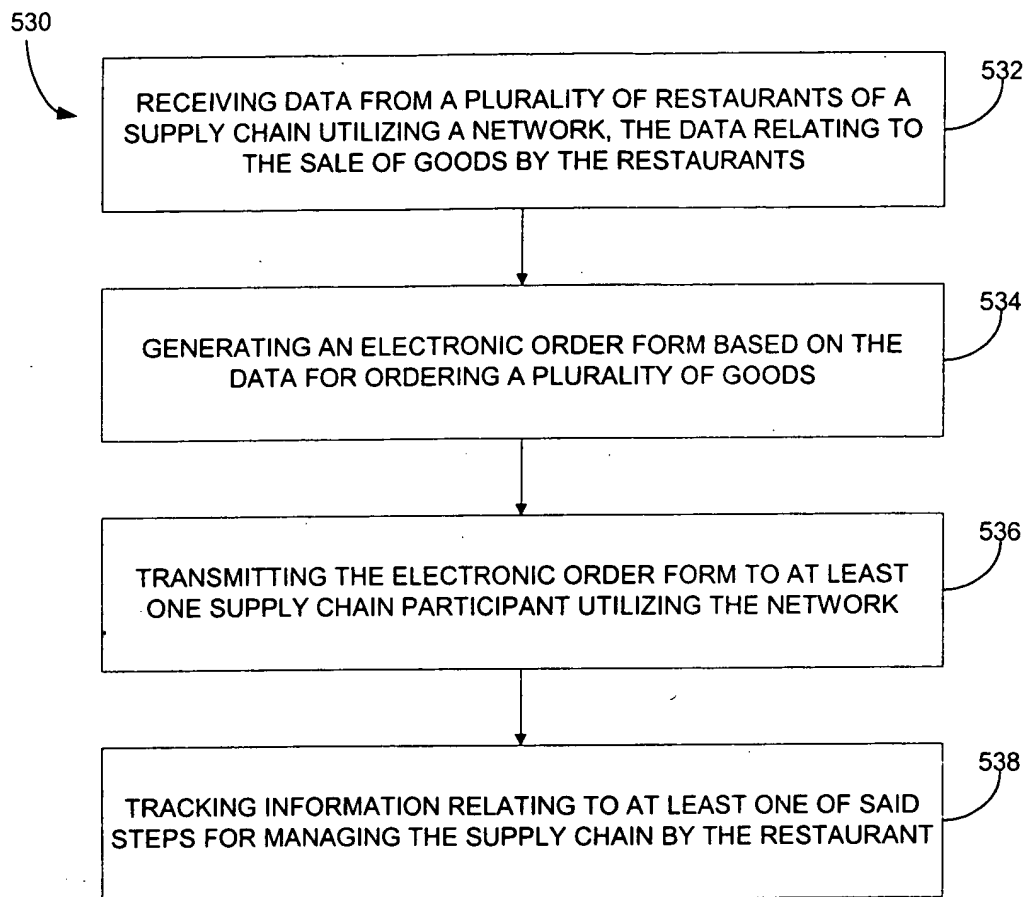 530
532
RECEIVING DATA FROM A PLURALITY OF RESTAURANTS OF A
SUPPLY CHAIN UTILIZING A NETWORK, THE DATA RELATING TO
THE SALE OF GOODS BY THE RESTAURANTS
534
GENERATING AN ELECTRONIC ORDER FORM BASED ON THE
DATA FOR ORDERING A PLURALITY OF GOODS
536
TRANSMITTING THE ELECTRONIC ORDER FORM TO AT LEAST
ONE SUPPLY CHAIN PARTICIPANT UTILIZING THE NETWORK
538
TRACKING INFORMATION RELATING TO AT LEAST ONE OF SAID
STEPS FOR MANAGING THE SUPPLY CHAIN BY THE RESTAURANT